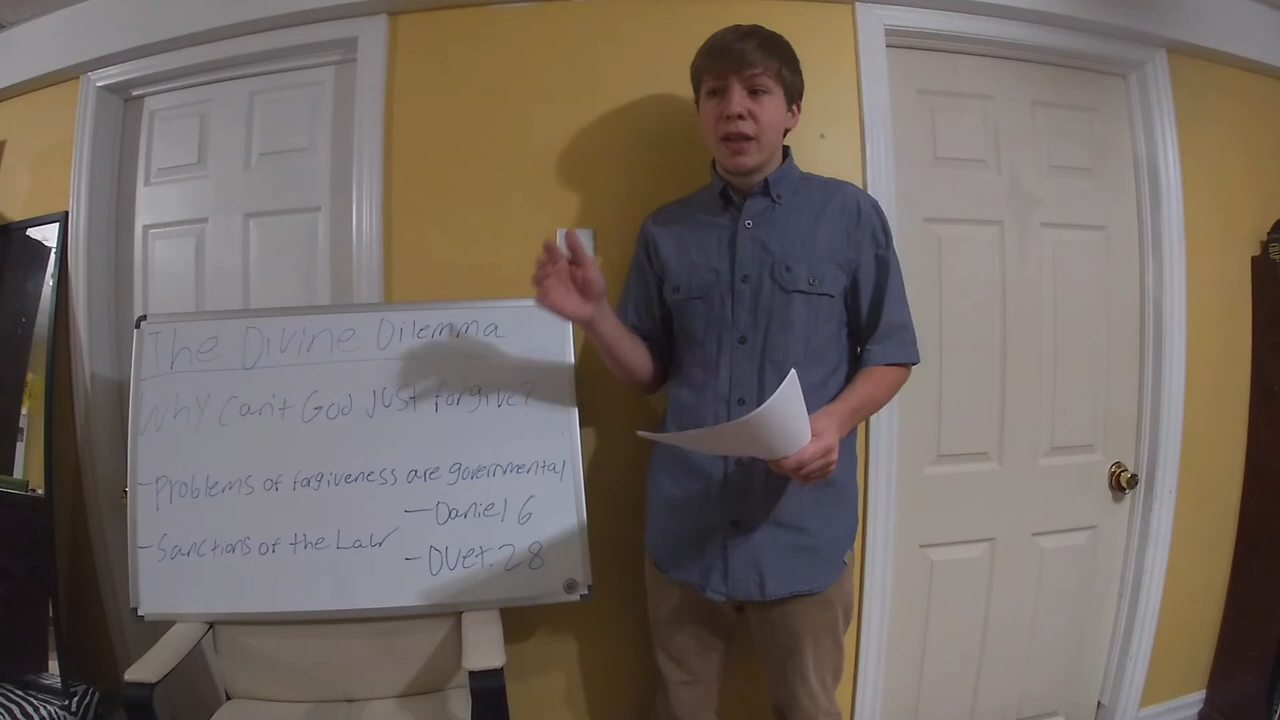 The Divine Dilemma
Why can't God Just forgive?
-Problems of forgiveness are governmental
-Daniel 6
-Sanctions of the Law
-Duet. 28